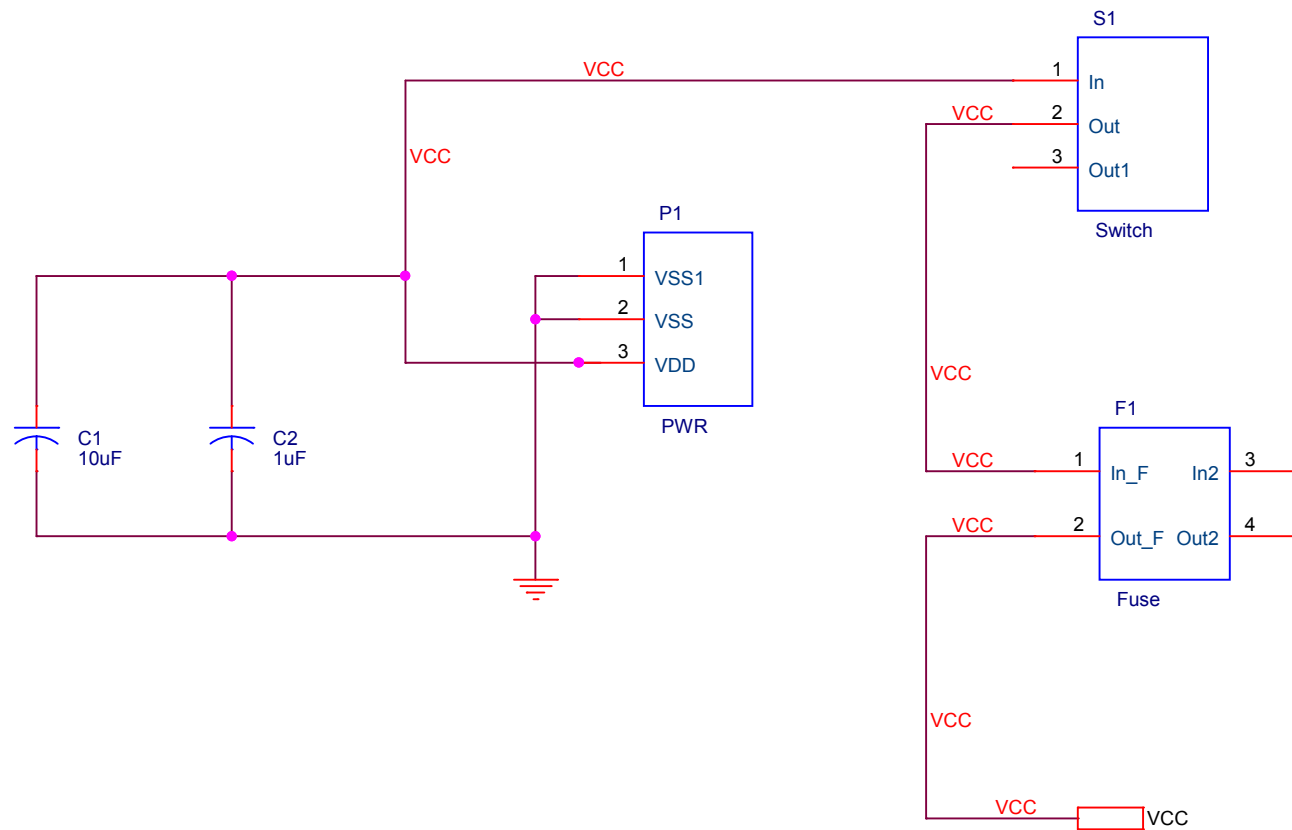 S1
VCC
1
In
VCC
2
Out
VCC
3
Out1
P1
Switch
1
VSS1
2
VSS
3
VDD
VCC
F1
PWR
C1
10uF
C2
1uF
VCC
1
In_F
In2
3
VCC
2
Out_F
Out2
4
Fuse
VCC
VCC
VCC